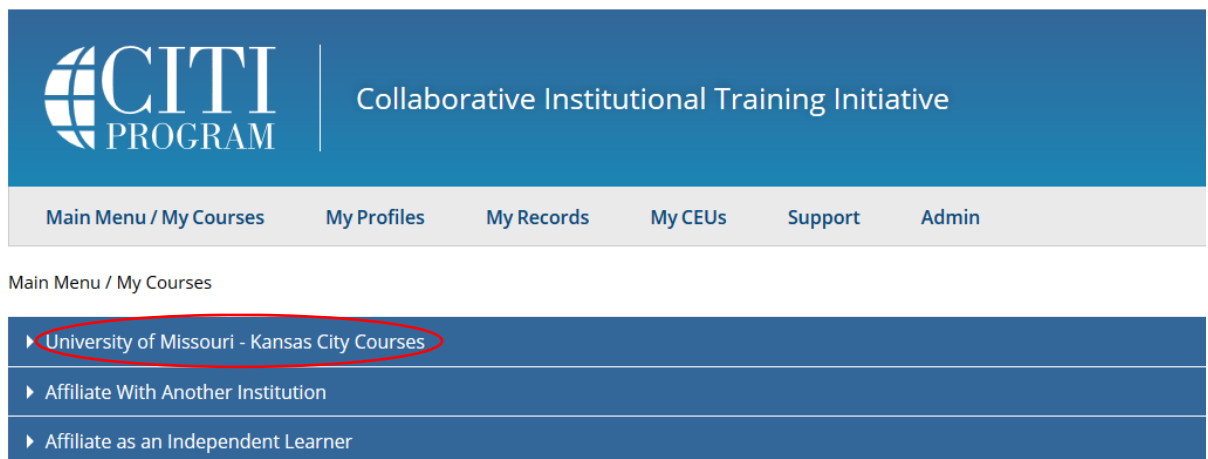 CITI
PROGRAM
Collaborative Institutional Training Initiative
Main Menu / My Courses My Profiles My Records My CEUs Support Admin
Main Menu / My Courses
University of Missouri - Kansas City Courses
Affiliate With Another Institution
Affiliate as an Independent Learner